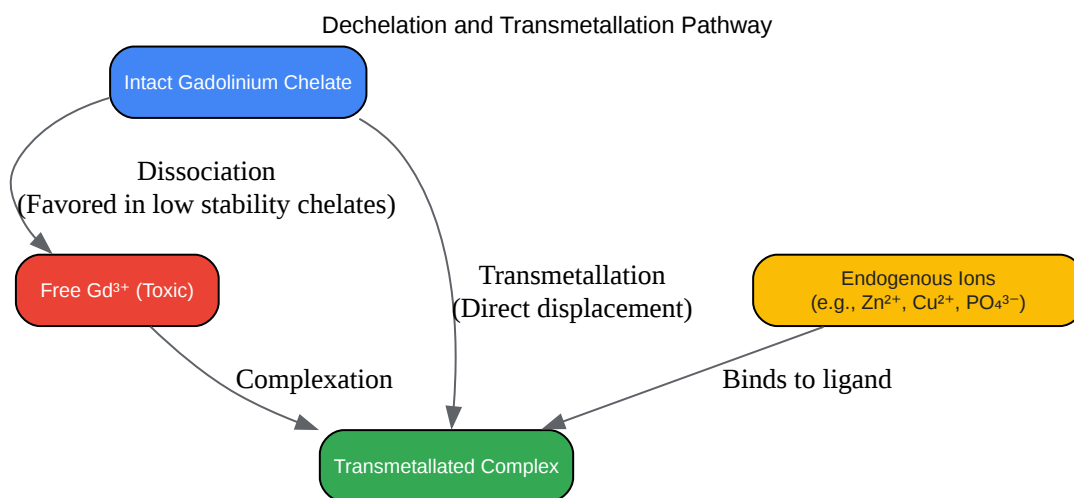 Dechelation and Transmetallation Pathway
Intact Gadolinium Chelate
Dissociation
(Favored in low stability chelates)
Free Gd³⁺ (Toxic)
Transmetallation
(Direct displacement)
Endogenous Ions
(e.g., Zn²⁺, Cu²⁺, PO₄³⁻)
Complexation
Binds to ligand
Transmetallated Complex